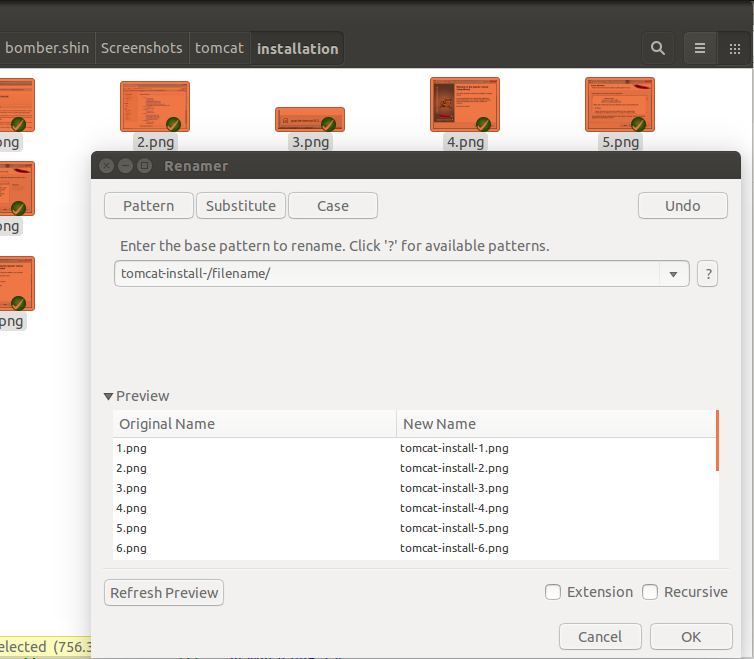 bomber.shin Screenshots tomcat installation
png 2.png 3.png 4.png 5.png
Renamer
png
Pattern Substitute Case Undo
Enter the base pattern to rename. Click '?' for available patterns.
tomcat-install-/filename/ ?
png
Preview
Original Name New Name
1.png tomcat-install-1.png
2.png tomcat-install-2.png
3.png tomcat-install-3.png
4.png tomcat-install-4.png
5.png tomcat-install-5.png
6.png tomcat-install-6.png
Refresh Preview Extension Recursive
elected (756.3
Cancel OK